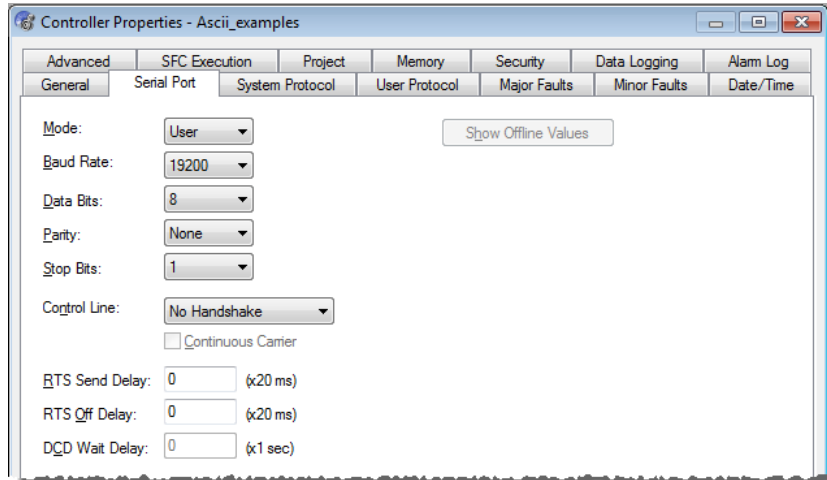 Controller Properties - Ascii_examples
Advanced SFC Execution Project Memory Security Data Logging Alarm Log
General Serial Port System Protocol User Protocol Major Faults Minor Faults Date/Time
Mode: User Show Offline Values
Baud Rate: 19200
Data Bits: 8
Parity: None
Stop Bits: 1
Control Line: No Handshake
Continuous Carrier
RTS Send Delay: 0 (x20 ms)
RTS Off Delay: 0 (x20 ms)
DCD Wait Delay: 0 (x1 sec)